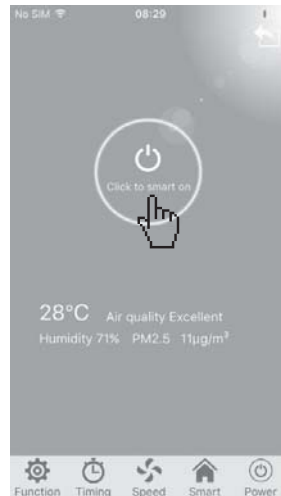 No SIM 08:29
Click to smart on
28°C Air quality Excellent
Humidity 71% PM2.5 11µg/m³
Function Timing Speed Smart Power